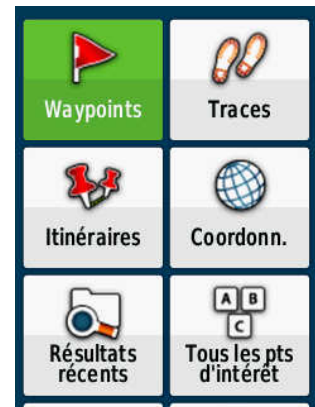 Waypoints
Traces
Itinéraires
Coordonn.
A B
C
Résultats
récents
Tous les pts
d'intérêt